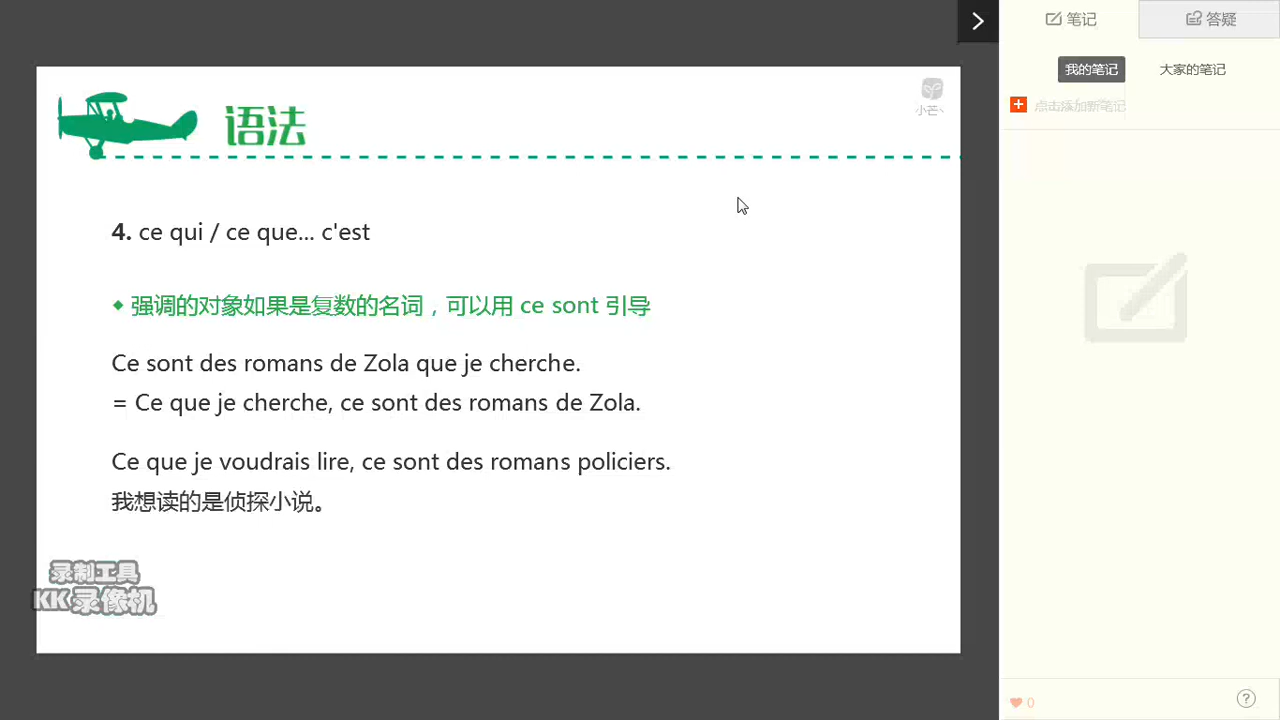 笔记
答疑
我的笔记
大家的笔记
点击添加新笔记
语法
小芒丶
4. ce qui / ce que... c'est
强调的对象如果是复数的名词，可以用 ce sont 引导
Ce sont des romans de Zola que je cherche.
= Ce que je cherche, ce sont des romans de Zola.
Ce que je voudrais lire, ce sont des romans policiers.
我想读的是侦探小说。
录制工具
KK录像机
0
?